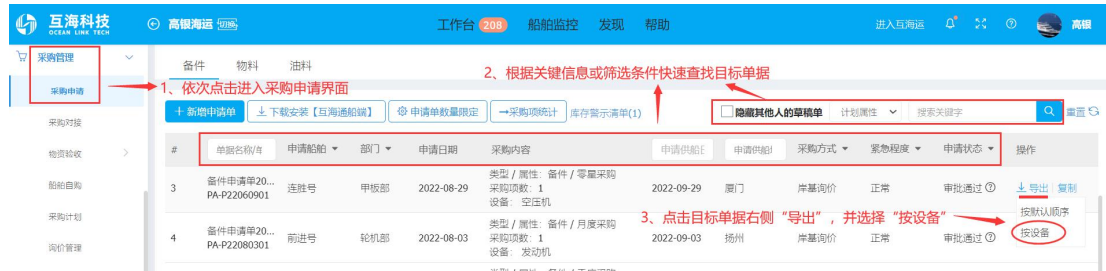 互海科技
OCEAN LINK TECH
高银海运 切换
工作台 208 船舶监控 发现 帮助
进入互海运
高银
采购管理
采购申请
采购对接
物资验收
船舶自购
采购计划
询价管理
备件 物料 油料
2、根据关键信息或筛选条件快速查找目标单据
1、依次点击进入采购申请界面
+ 新增申请单
下载安装【互海通船端】
申请单数量限定
→采购项统计
库存警示清单(1)
隐藏其他人的草稿单
计划属性
搜索关键字
重置
# 单据名称/年 申请船舶 部门 申请日期 采购内容 申请供船 申请供船 采购方式 紧急程度 申请状态 操作
类型 / 属性: 备件 / 零星采购
3 备件申请单20... 连胜号 甲板部 2022-08-29 采购项数: 1 2022-09-29 厦门 岸基询价 正常 审批通过 导出 复制
PA-P22060901
设备: 空压机
按默认顺序
按设备
3、点击目标单据右侧“导出”，并选择“按设备”
类型 / 属性: 备件 / 月度采购
4 备件申请单20... 前进号 轮机部 2022-08-03 采购项数: 1 2022-09-03 扬州 岸基询价 正常 审批通过
PA-P22080301
设备: 发动机